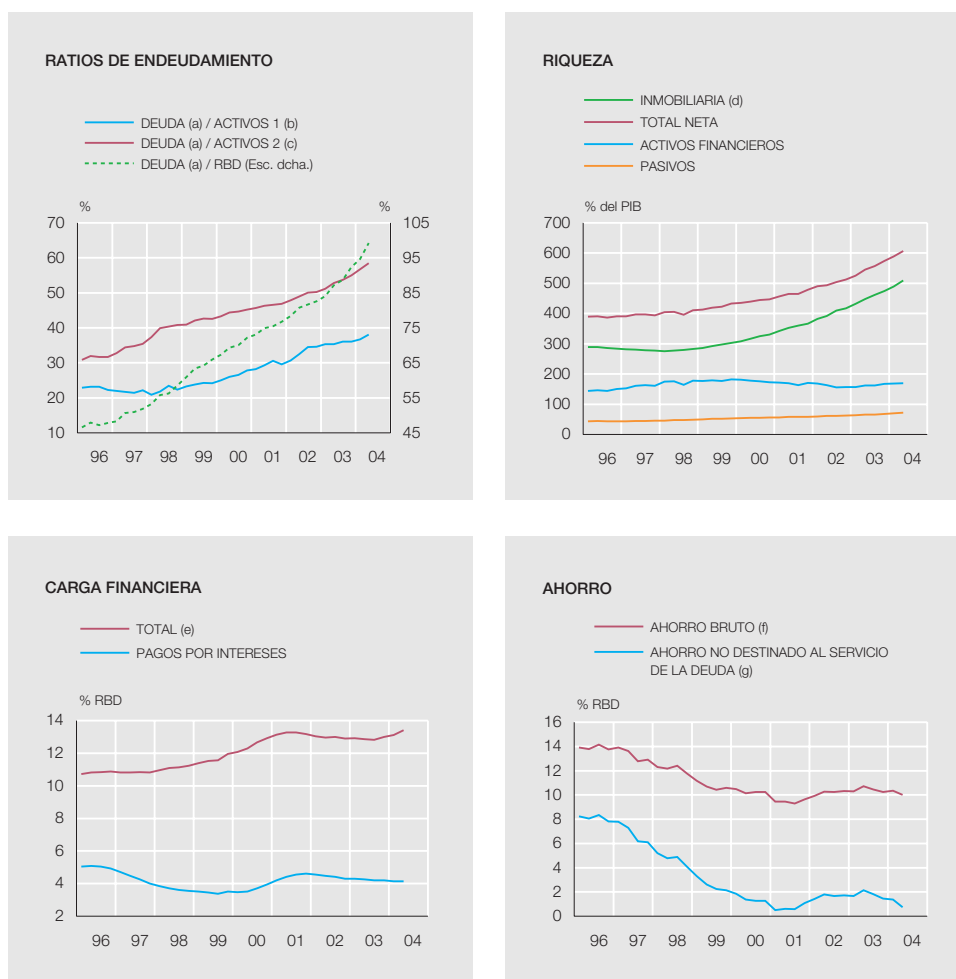 RATIOS DE ENDEUDAMIENTO
DEUDA (a) / ACTIVOS 1 (b)
DEUDA (a) / ACTIVOS 2 (c)
DEUDA (a) / RBD (Esc. dcha.)
% %
70 105
60 95
50 85
40 75
30 65
20 55
10 45
96 97 98 99 00 01 02 03 04
RIQUEZA
INMOBILIARIA (d)
TOTAL NETA
ACTIVOS FINANCIEROS
PASIVOS
% del PIB
700
600
500
400
300
200
100
0
96 97 98 99 00 01 02 03 04
CARGA FINANCIERA
TOTAL (e)
PAGOS POR INTERESES
% RBD
14
12
10
8
6
4
2
96 97 98 99 00 01 02 03 04
AHORRO
AHORRO BRUTO (f)
AHORRO NO DESTINADO AL SERVICIO
DE LA DEUDA (g)
% RBD
16
14
12
10
8
6
4
2
0
96 97 98 99 00 01 02 03 04